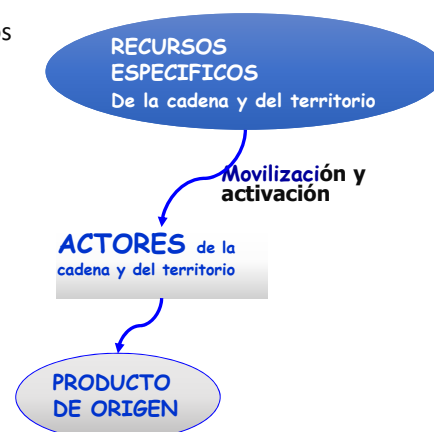 RECURSOS
ESPECIFICOS
De la cadena y del territorio
Movilización y
activación
ACTORES de la
cadena y del territorio
PRODUCTO
DE ORIGEN